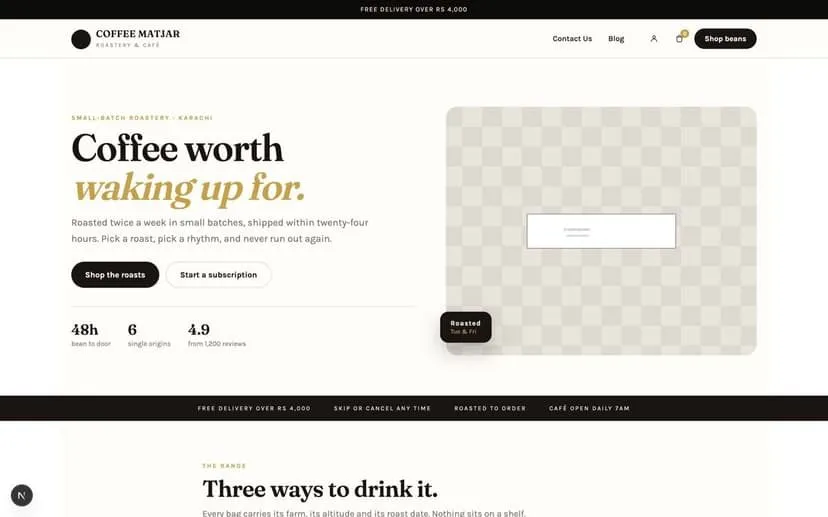 FREE DELIVERY OVER RS 4,000
COFFEE MATJAR
ROASTERY & CAFÉ
Contact Us
Blog
0
Shop beans
SMALL-BATCH ROASTERY · KARACHI
Coffee worth
waking up for.
Roasted twice a week in small batches, shipped within twenty-four
hours. Pick a roast, pick a rhythm, and never run out again.
Shop the roasts
Start a subscription
48h
bean to door
6
single origins
4.9
from 1,200 reviews
Roasted
Tue & Fri
FREE DELIVERY OVER RS 4,000
SKIP OR CANCEL ANY TIME
ROASTED TO ORDER
CAFÉ OPEN DAILY 7AM
THE RANGE
Three ways to drink it.
Every bag carries its farm, its altitude and its roast date. Nothing sits on a shelf.
N